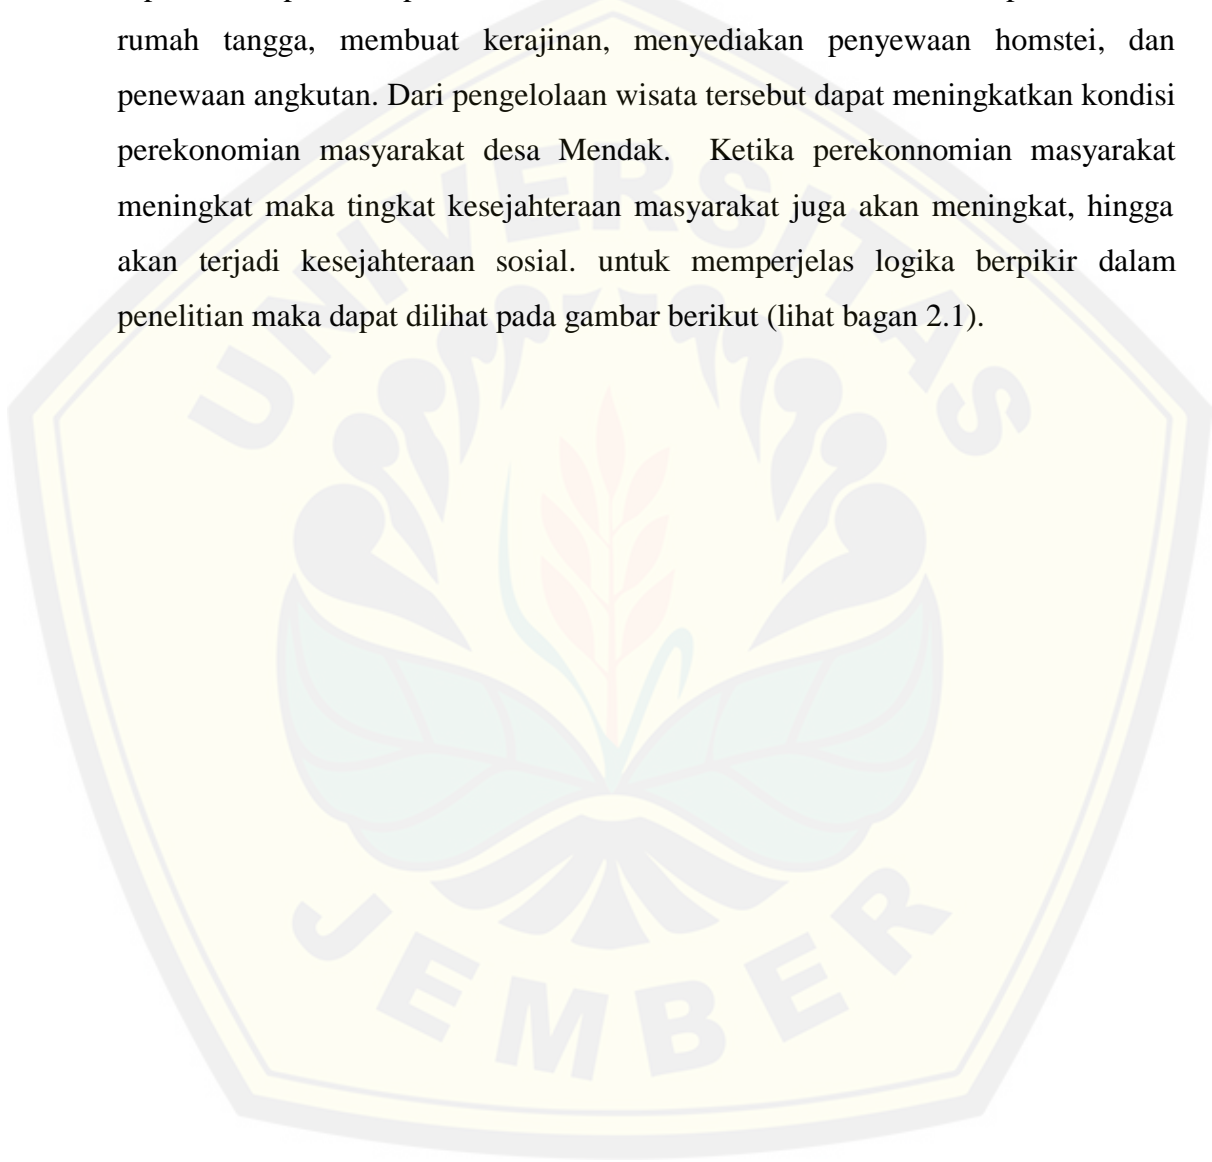 rumah tangga, membuat kerajinan, menyediakan penyewaan homstei, dan
penewaan angkutan. Dari pengelolaan wisata tersebut dapat meningkatkan kondisi
perekonomian masyarakat desa Mendak. Ketika perekonnomian masyarakat
meningkat maka tingkat kesejahteraan masyarakat juga akan meningkat, hingga
akan terjadi kesejahteraan sosial. untuk memperjelas logika berpikir dalam
penelitian maka dapat dilihat pada gambar berikut (lihat bagan 2.1).
UNIVERSITAS
JEMBER